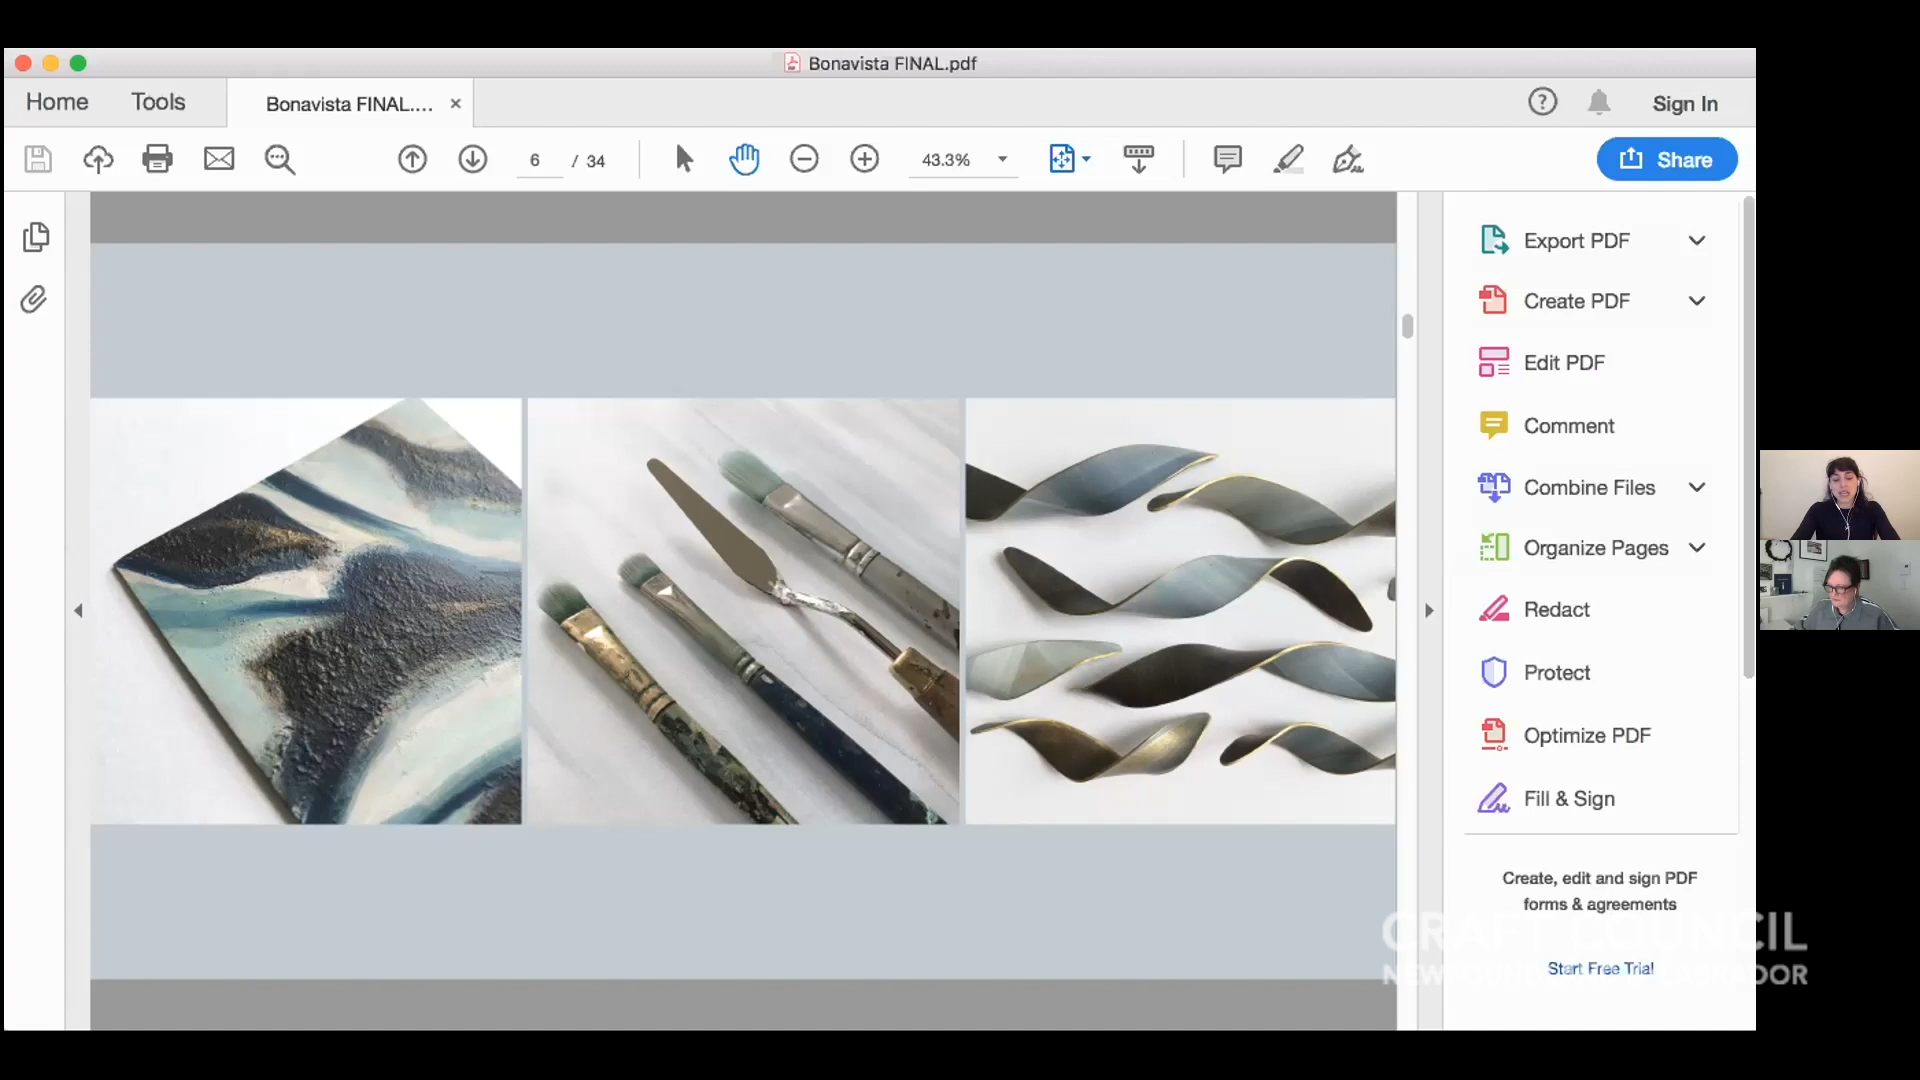 Bonavista FINAL.pdf
Home
Tools
Bonavista FINAL....
Sign In
6 / 34
43.3%
Share
Export PDF
Create PDF
Edit PDF
Comment
Combine Files
Organize Pages
Redact
Protect
Optimize PDF
Fill & Sign
Create, edit and sign PDF
forms & agreements
Start Free Trial
CRAFT COUNCIL